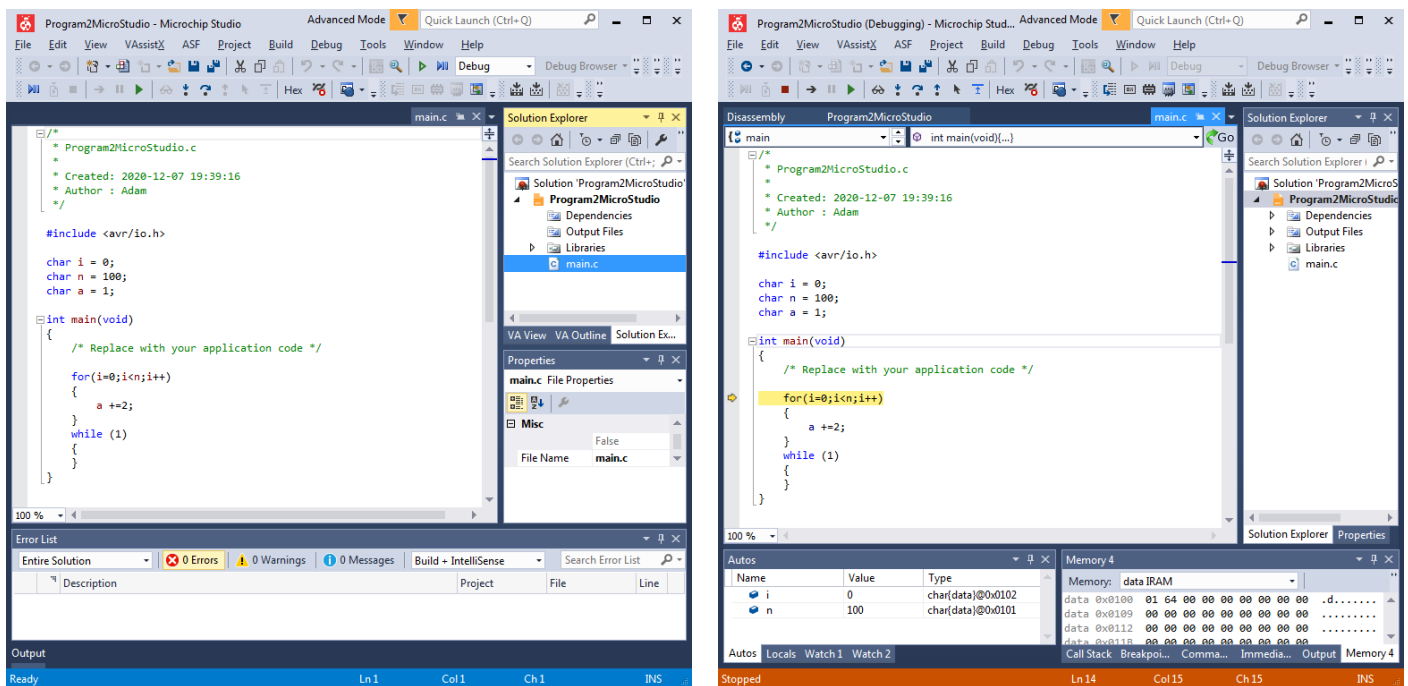 Program2MicroStudio - Microchip Studio
Advanced Mode
Quick Launch (Ctrl+Q)
File Edit View VAssistX ASF Project Build Debug Tools Window Help
Debug
Debug Browser
Hex
main.c
/*
* Program2MicroStudio.c
*
* Created: 2020-12-07 19:39:16
* Author : Adam
*/
#include <avr/io.h>
char i = 0;
char n = 100;
char a = 1;
int main(void)
{
/* Replace with your application code */
for(i=0;i<n;i++)
{
a +=2;
}
while (1)
{
}
}
100 %
Solution Explorer
Search Solution Explorer (Ctrl+;
Solution 'Program2MicroStudio'
Program2MicroStudio
Dependencies
Output Files
Libraries
main.c
VA View VA Outline Solution Ex...
Properties
main.c File Properties
Misc
False
File Name main.c
Error List
Entire Solution
0 Errors
0 Warnings
0 Messages
Build + IntelliSense
Search Error List
Description Project File Line
Output
Ready Ln 1 Col 1 Ch 1 INS
Program2MicroStudio (Debugging) - Microchip Stud...
Advanced Mode
Quick Launch (Ctrl+Q)
File Edit View VAssistX ASF Project Build Debug Tools Window Help
Debug
Debug Browser
Hex
Disassembly Program2MicroStudio main.c
main
int main(void){...}
Go
/*
* Program2MicroStudio.c
*
* Created: 2020-12-07 19:39:16
* Author : Adam
*/
#include <avr/io.h>
char i = 0;
char n = 100;
char a = 1;
int main(void)
{
/* Replace with your application code */
for(i=0;i<n;i++)
{
a +=2;
}
while (1)
{
}
}
100 %
Solution Explorer
Search Solution Explorer (
Solution 'Program2MicroS
Program2MicroStudic
Dependencies
Output Files
Libraries
main.c
Solution Explorer Properties
Autos
Name Value Type
i 0 char{data}@0x0102
n 100 char{data}@0x0101
Autos Locals Watch 1 Watch 2
Memory 4
Memory: data IRAM
data 0x0100 01 64 00 00 00 00 00 00 00 .d.......
data 0x0109 00 00 00 00 00 00 00 00 00 .........
data 0x0112 00 00 00 00 00 00 00 00 00 .........
data 0x011B 00 00 00 00 00 00 00 00 00 .........
Call Stack Breakpoi... Comma... Immedia... Output Memory 4
Stopped Ln 14 Col 15 Ch 15 INS